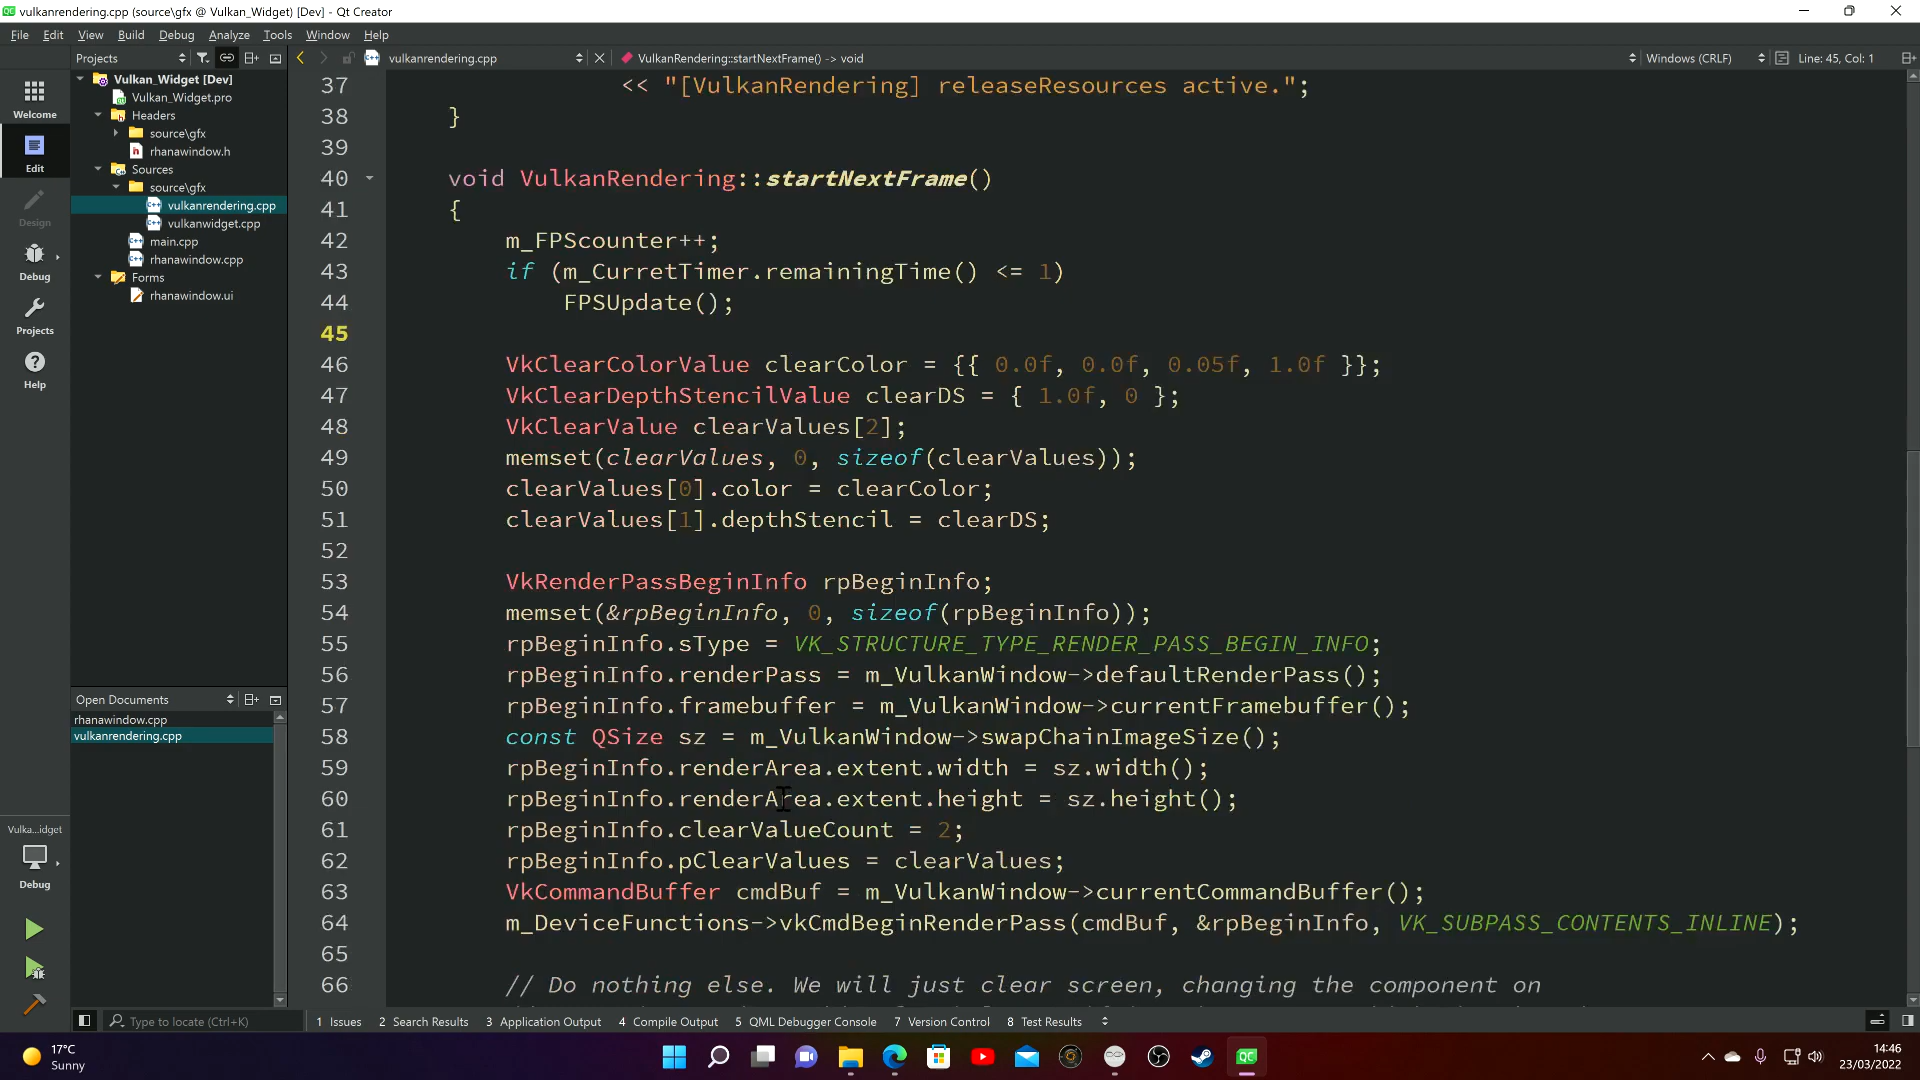 vulkanrendering.cpp (source\gfx @ Vulkan_Widget) [Dev] - Qt Creator
File Edit View Build Debug Analyze Tools Window Help
Projects
vulkanrendering.cpp
VulkanRendering::startNextFrame() -> void
Windows (CRLF)
Line: 45, Col: 1
Welcome
Edit
Design
Debug
Projects
Help
Vulkan_Widget [Dev]
Vulkan_Widget.pro
Headers
source\gfx
rhanawindow.h
Sources
source\gfx
vulkanrendering.cpp
vulkanwidget.cpp
main.cpp
rhanawindow.cpp
Forms
rhanawindow.ui
Open Documents
rhanawindow.cpp
vulkanrendering.cpp
Vulka...idget
Debug
37 << "[VulkanRendering] releaseResources active.";
38 }
39
40 void VulkanRendering::startNextFrame()
41 {
42 m_FPScounter++;
43 if (m_CurretTimer.remainingTime() <= 1)
44 FPSUpdate();
45
46 VkClearColorValue clearColor = {{ 0.0f, 0.0f, 0.05f, 1.0f }};
47 VkClearDepthStencilValue clearDS = { 1.0f, 0 };
48 VkClearValue clearValues[2];
49 memset(clearValues, 0, sizeof(clearValues));
50 clearValues[0].color = clearColor;
51 clearValues[1].depthStencil = clearDS;
52
53 VkRenderPassBeginInfo rpBeginInfo;
54 memset(&rpBeginInfo, 0, sizeof(rpBeginInfo));
55 rpBeginInfo.sType = VK_STRUCTURE_TYPE_RENDER_PASS_BEGIN_INFO;
56 rpBeginInfo.renderPass = m_VulkanWindow->defaultRenderPass();
57 rpBeginInfo.framebuffer = m_VulkanWindow->currentFramebuffer();
58 const QSize sz = m_VulkanWindow->swapChainImageSize();
59 rpBeginInfo.renderArea.extent.width = sz.width();
60 rpBeginInfo.renderArea.extent.height = sz.height();
61 rpBeginInfo.clearValueCount = 2;
62 rpBeginInfo.pClearValues = clearValues;
63 VkCommandBuffer cmdBuf = m_VulkanWindow->currentCommandBuffer();
64 m_DeviceFunctions->vkCmdBeginRenderPass(cmdBuf, &rpBeginInfo, VK_SUBPASS_CONTENTS_INLINE);
65
66 // Do nothing else. We will just clear screen, changing the component on
Type to locate (Ctrl+K)
1 Issues 2 Search Results 3 Application Output 4 Compile Output 5 QML Debugger Console 7 Version Control 8 Test Results
17°C
Sunny
14:46
23/03/2022